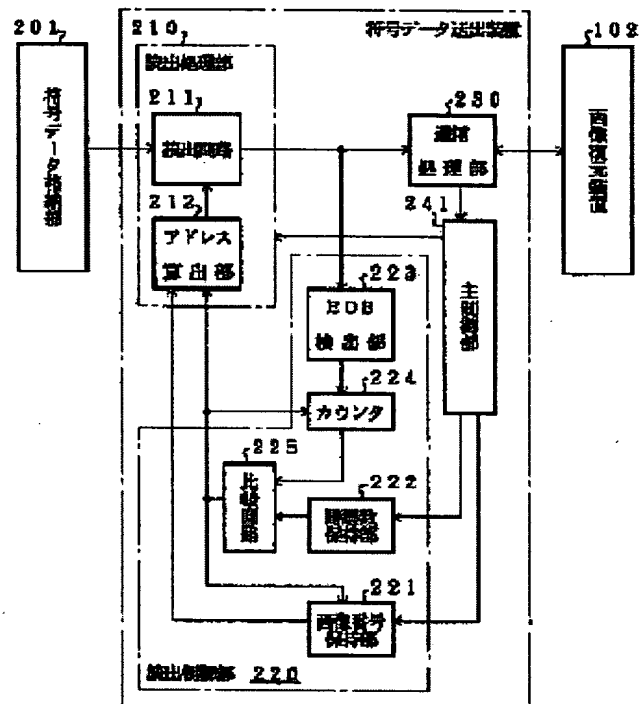 201
210
符号データ送出装置
102
読出処理部
211
230
符号データ格納部
読出回路
通信
処理部
画像復元装置
212
241
アドレス
算出部
223
主制御部
EOB
検出部
224
カウンタ
225
222
比較回路
保持部
221
画像番号
保持部
読出制御部 220